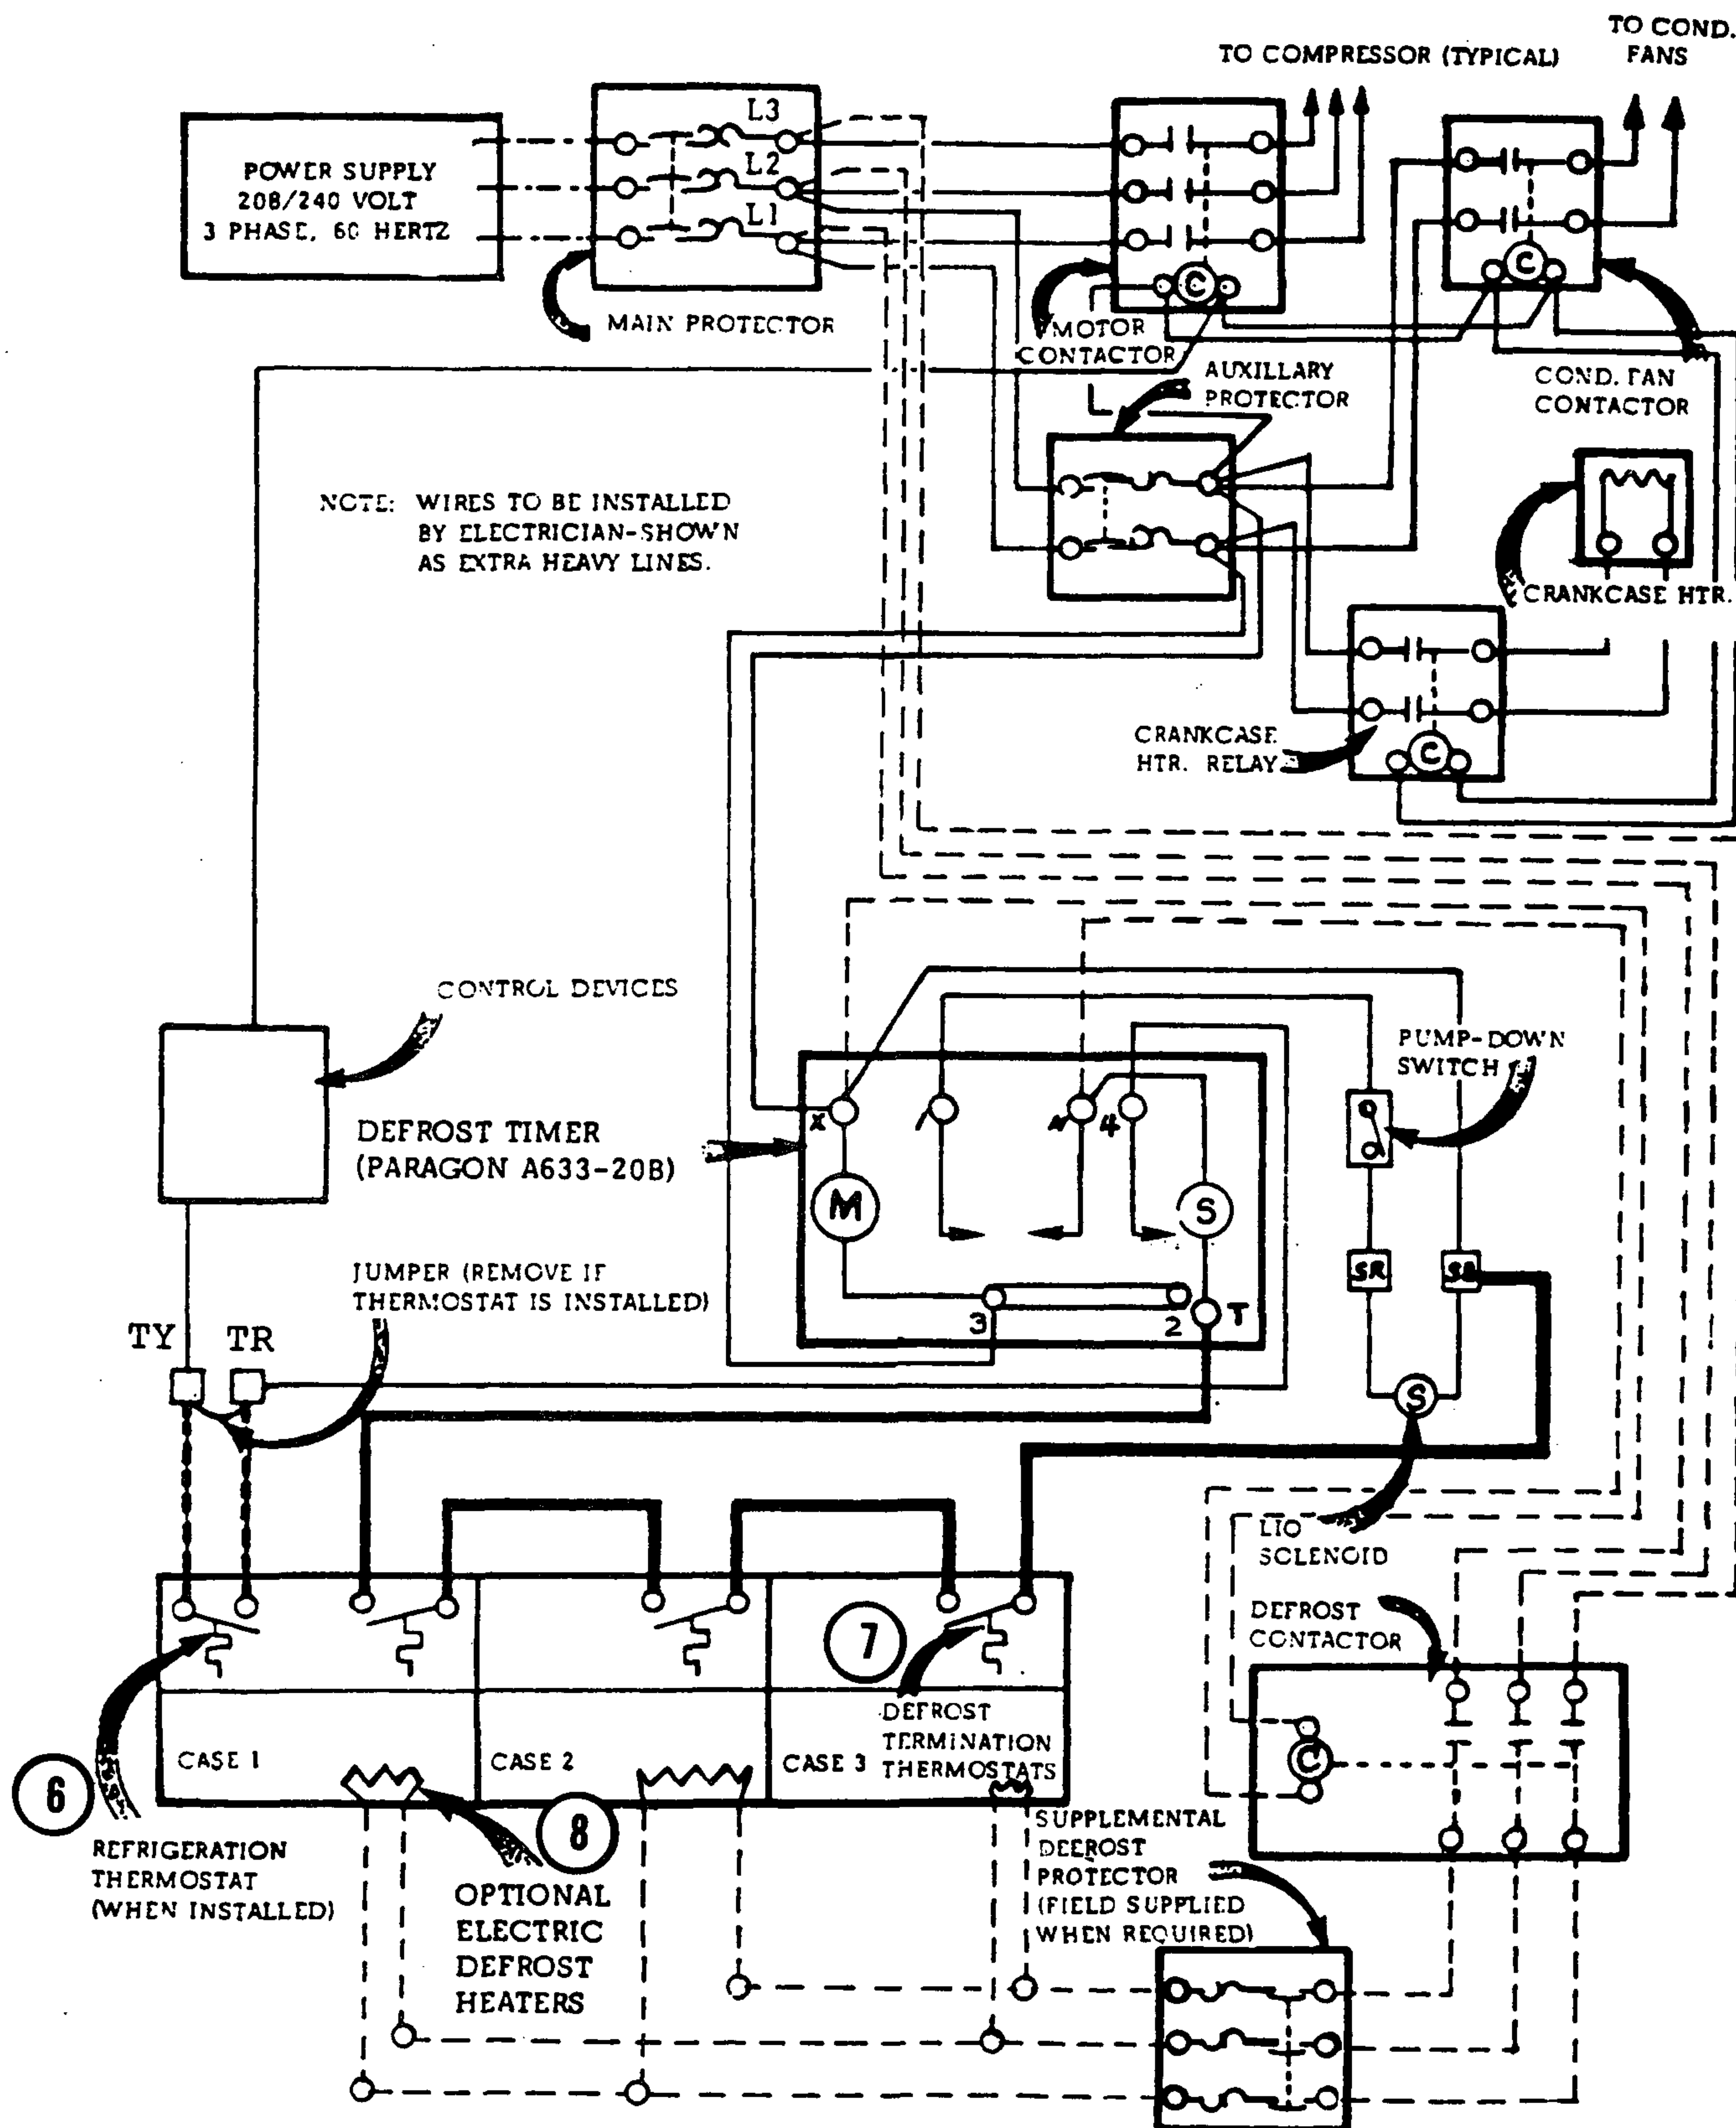 TO COMPRESSOR (TYPICAL)
TO COND.
FANS
POWER SUPPLY
208/240 VOLT
3 PHASE, 60 HERTZ
L3
L2
L1
C
C
MAIN PROTECTOR
MOTOR
CONTACTOR
AUXILLARY
PROTECTOR
COND. FAN
CONTACTOR
NOTE: WIRES TO BE INSTALLED
BY ELECTRICIAN-SHOWN
AS EXTRA HEAVY LINES.
CRANKCASE HTR.
CRANKCASE
HTR. RELAY
C
CONTROL DEVICES
PUMP-DOWN
SWITCH
DEFROST TIMER
(PARAGON A633-20B)
X
4
M
S
SR
JUMPER (REMOVE IF
THERMOSTAT IS INSTALLED)
3
2
T
TY TR
S
LIQ
SOLENOID
DEFROST
CONTACTOR
7
DEFROST
TERMINATION
THERMOSTATS
C
CASE 1
CASE 2
CASE 3
6
8
REFRIGERATION
THERMOSTAT
(WHEN INSTALLED)
OPTIONAL
ELECTRIC
DEFROST
HEATERS
SUPPLEMENTAL
DEFROST
PROTECTOR
(FIELD SUPPLIED
WHEN REQUIRED)